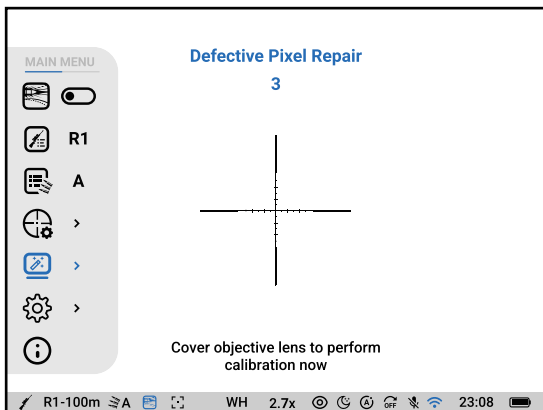 MAIN MENU
Defective Pixel Repair
3
R1
A
Cover objective lens to perform
calibration now
R1-100m A WH 2.7x A OFF 23:08